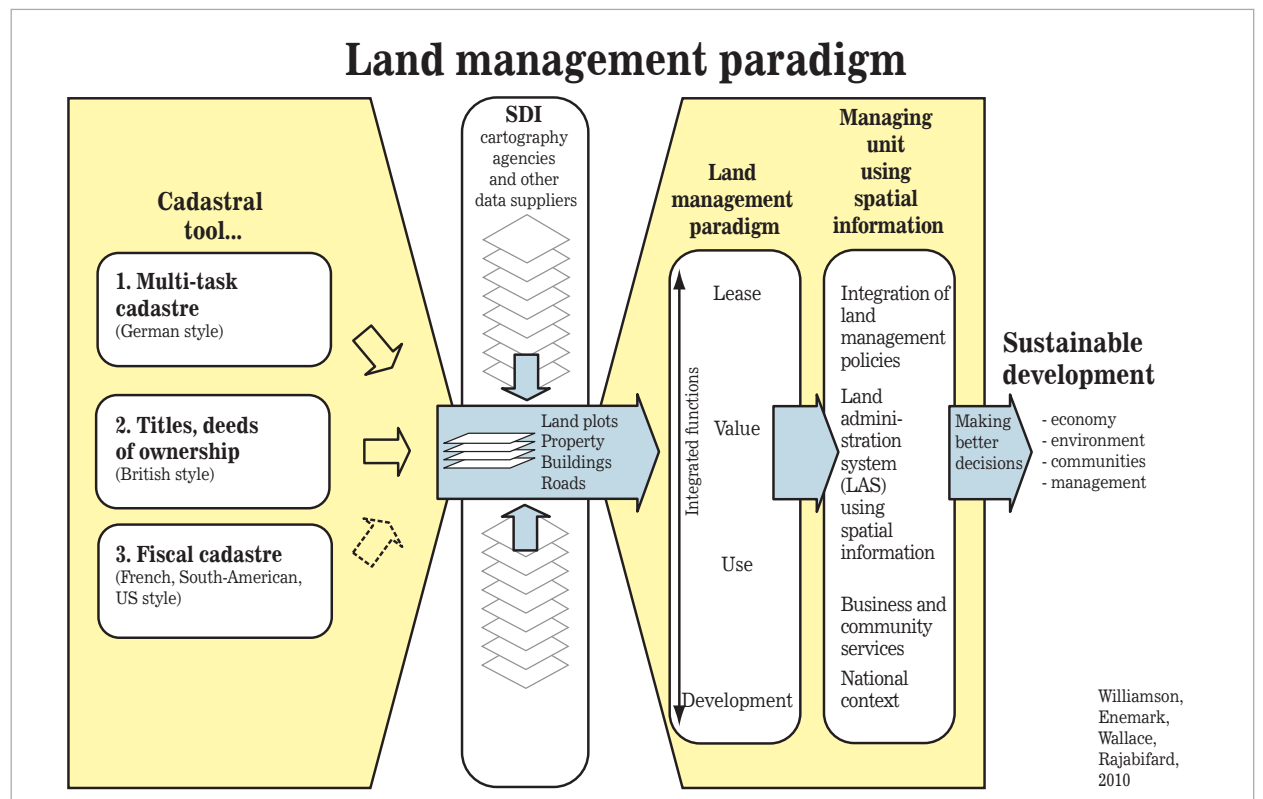 Land management paradigm
Cadastral
tool...
1. Multi-task
cadastre
(German style)
2. Titles, deeds
of ownership
(British style)
3. Fiscal cadastre
(French, South-American,
US style)
SDI
cartography
agencies
and other
data suppliers
Land plots
Property
Buildings
Roads
Land
management
paradigm
Integrated functions
Lease
Value
Use
Development
Managing
unit
using
spatial
information
Integration of
land
management
policies
Land
admini-
stration
system
(LAS)
using
spatial
information
Business and
community
services
National
context
Making
better
decisions
Sustainable
development
- economy
- environment
- communities
- management
Williamson,
Enemark,
Wallace,
Rajabifard,
2010